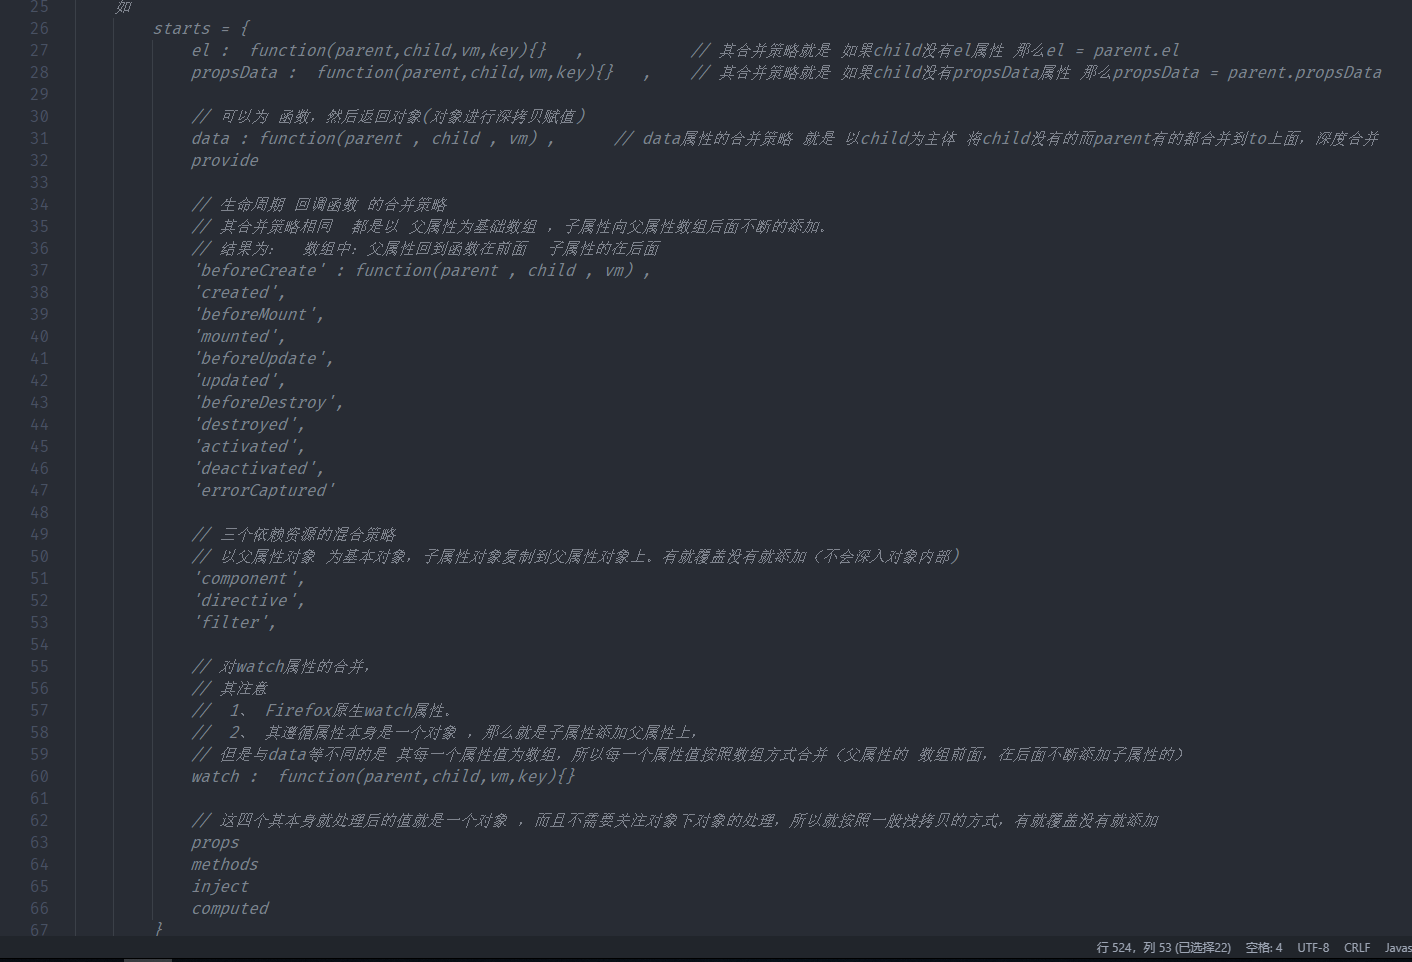 25 如
26 starts = {
27 el :  function(parent,child,vm,key){}   ,            // 其合并策略就是 如果child没有el属性 那么el = parent.el
28 propsData :  function(parent,child,vm,key){}   ,    // 其合并策略就是 如果child没有propsData属性 那么propsData = parent.propsData
29
30 // 可以为 函数，然后返回对象(对象进行深拷贝赋值)
31 data : function(parent , child , vm) ,      // data属性的合并策略 就是 以child为主体 将child没有的而parent有的都合并到to上面，深度合并
32 provide
33
34 // 生命周期 回调函数 的合并策略
35 // 其合并策略相同  都是以 父属性为基础数组 ，子属性向父属性数组后面不断的添加。
36 // 结果为：  数组中：父属性回到函数在前面  子属性的在后面
37 'beforeCreate' : function(parent , child , vm) ,
38 'created',
39 'beforeMount',
40 'mounted',
41 'beforeUpdate',
42 'updated',
43 'beforeDestroy',
44 'destroyed',
45 'activated',
46 'deactivated',
47 'errorCaptured'
48
49 // 三个依赖资源的混合策略
50 // 以父属性对象 为基本对象，子属性对象复制到父属性对象上。有就覆盖没有就添加（不会深入对象内部）
51 'component',
52 'directive',
53 'filter',
54
55 // 对watch属性的合并，
56 // 其注意
57 //  1、 Firefox原生watch属性。
58 //  2、 其遵循属性本身是一个对象 ，那么就是子属性添加父属性上，
59 // 但是与data等不同的是 其每一个属性值为数组，所以每一个属性值按照数组方式合并（父属性的 数组前面，在后面不断添加子属性的）
60 watch :  function(parent,child,vm,key){}
61
62 // 这四个其本身就处理后的值就是一个对象 ，而且不需要关注对象下对象的处理，所以就按照一般浅拷贝的方式，有就覆盖没有就添加
63 props
64 methods
65 inject
66 computed
67 }
行 524，列 53 (已选择22) 空格: 4 UTF-8 CRLF Javas